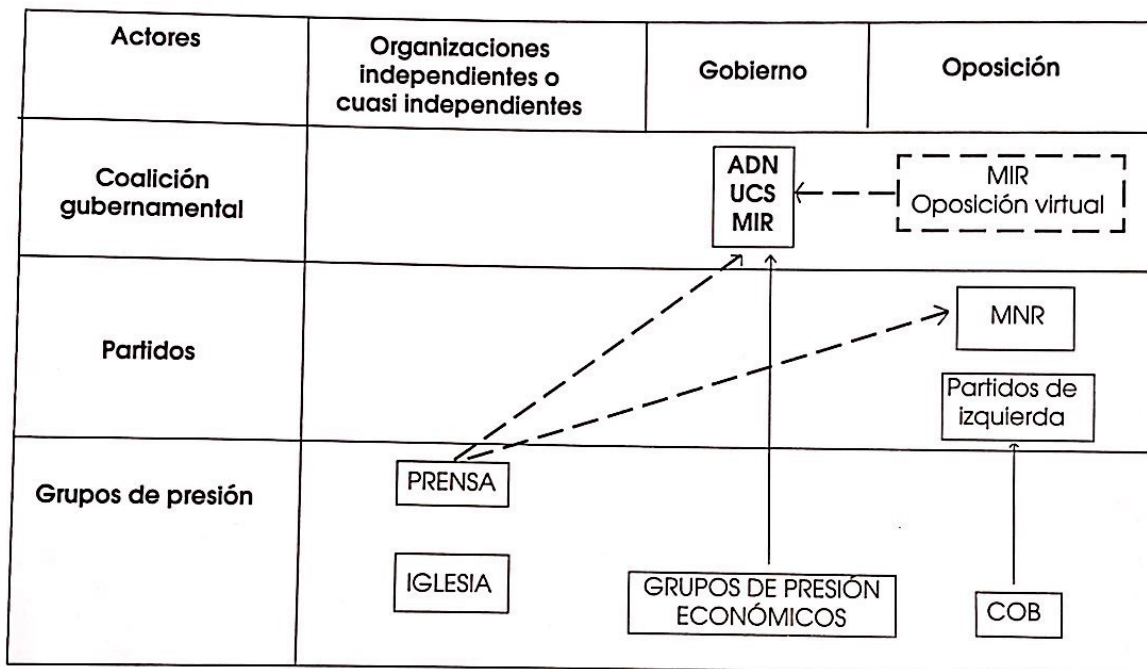 Actores
Organizaciones
independientes o
cuasi independientes
Gobierno
Oposición
Coalición
gubernamental
ADN
UCS
MIR
MIR
Oposición virtual
Partidos
MNR
Partidos de
izquierda
Grupos de presión
PRENSA
IGLESIA
GRUPOS DE PRESIÓN
ECONÓMICOS
COB